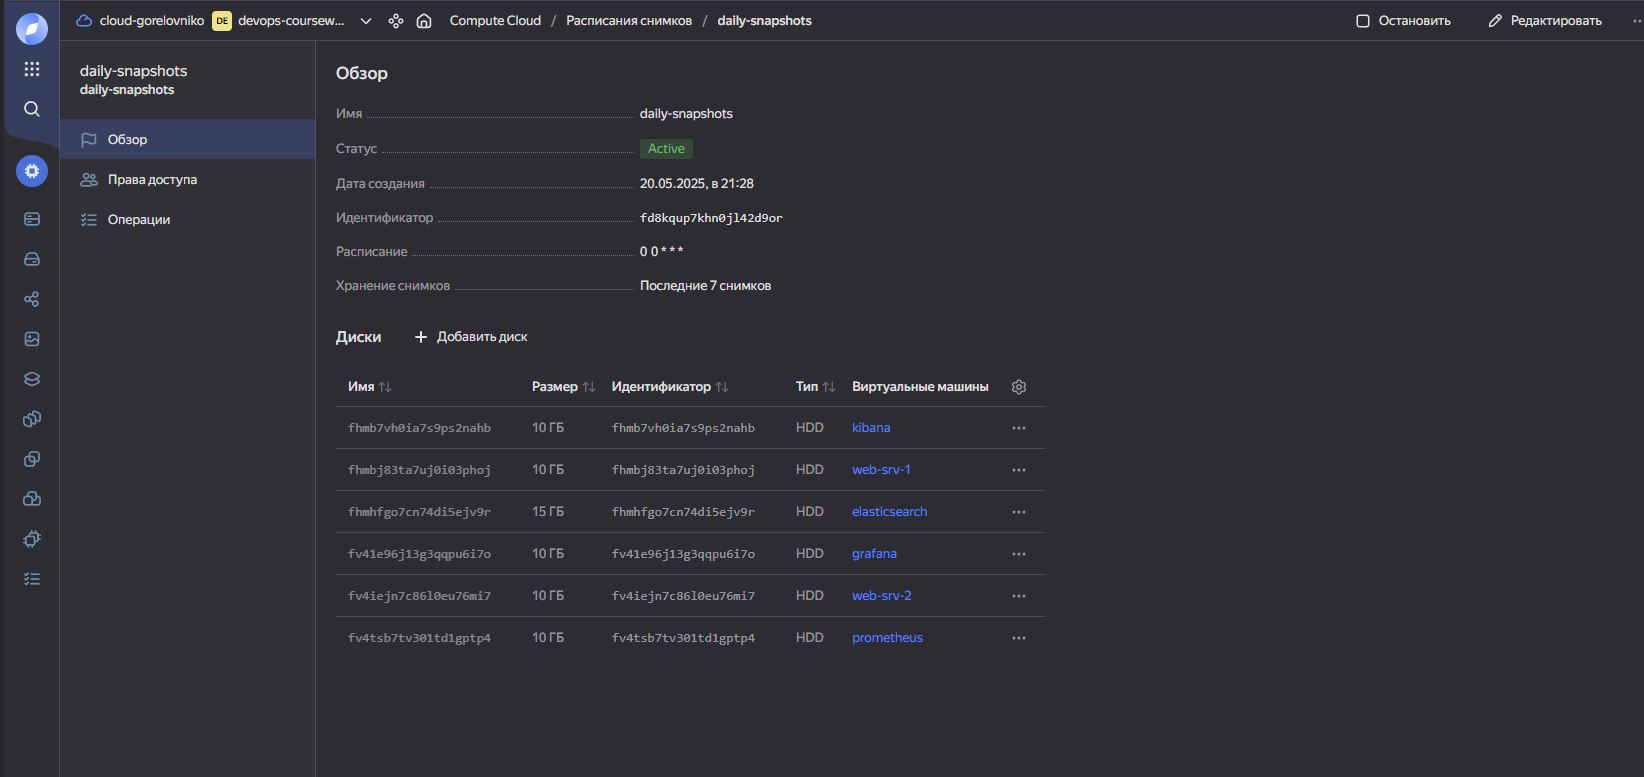 cloud-gorelovniko DE devops-coursew... Compute Cloud / Расписания снимков / daily-snapshots Остановить Редактировать
daily-snapshots
daily-snapshots
Обзор
Права доступа
Операции
Обзор
Имя daily-snapshots
Статус Active
Дата создания 20.05.2025, в 21:28
Идентификатор fd8kqup7khn0jl42d9or
Расписание 0 0 * * *
Хранение снимков Последние 7 снимков
Диски + Добавить диск
Имя Размер Идентификатор Тип Виртуальные машины
fhmb7vh0ia7s9ps2nahb 10 ГБ fhmb7vh0ia7s9ps2nahb HDD kibana
fhmbj83ta7uj0i03phoj 10 ГБ fhmbj83ta7uj0i03phoj HDD web-srv-1
fhmhfgo7cn74di5ejv9r 15 ГБ fhmhfgo7cn74di5ejv9r HDD elasticsearch
fv41e96j13g3qqpu6i7o 10 ГБ fv41e96j13g3qqpu6i7o HDD grafana
fv4iejn7c86l0eu76mi7 10 ГБ fv4iejn7c86l0eu76mi7 HDD web-srv-2
fv4tsb7tv301td1gptp4 10 ГБ fv4tsb7tv301td1gptp4 HDD prometheus